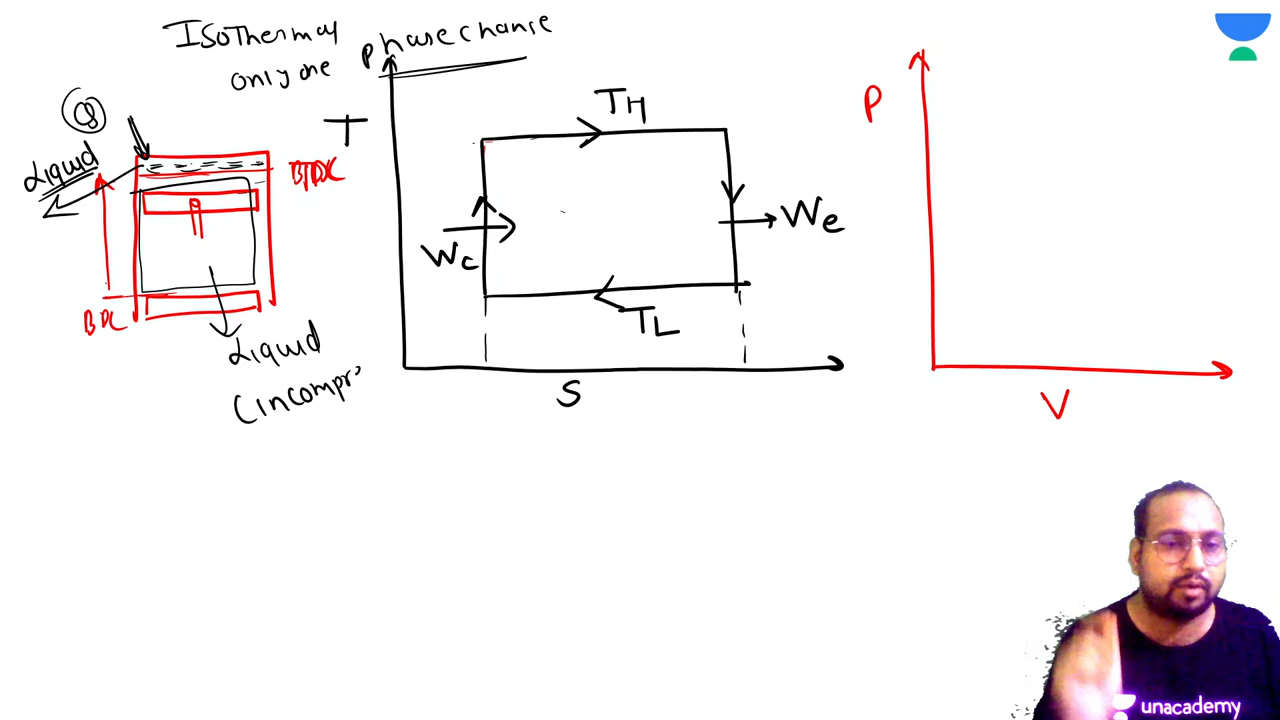 Isothermal
only one phase change
Liquid
BTDC
BDC
Liquid
(incompr
T
TH
Wc
We
TL
S
P
V
unacademy